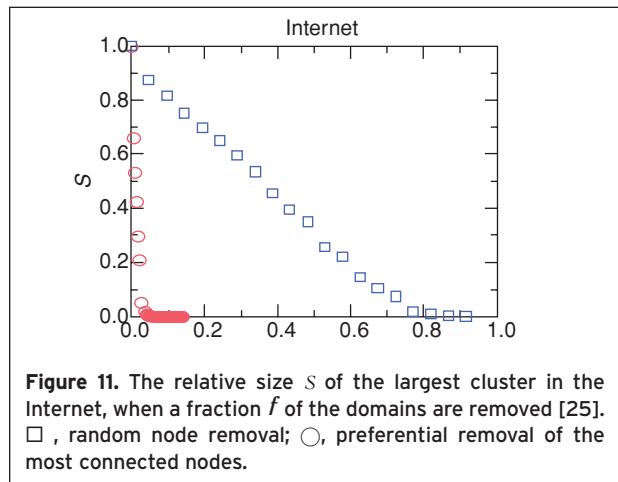 Internet
1.0
0.8
0.6
S
0.4
0.2
0.0
0.0 0.2 0.4 0.6 0.8 1.0
Figure 11. The relative size S of the largest cluster in the
Internet, when a fraction f of the domains are removed [25].
□ , random node removal; ○, preferential removal of the
most connected nodes.